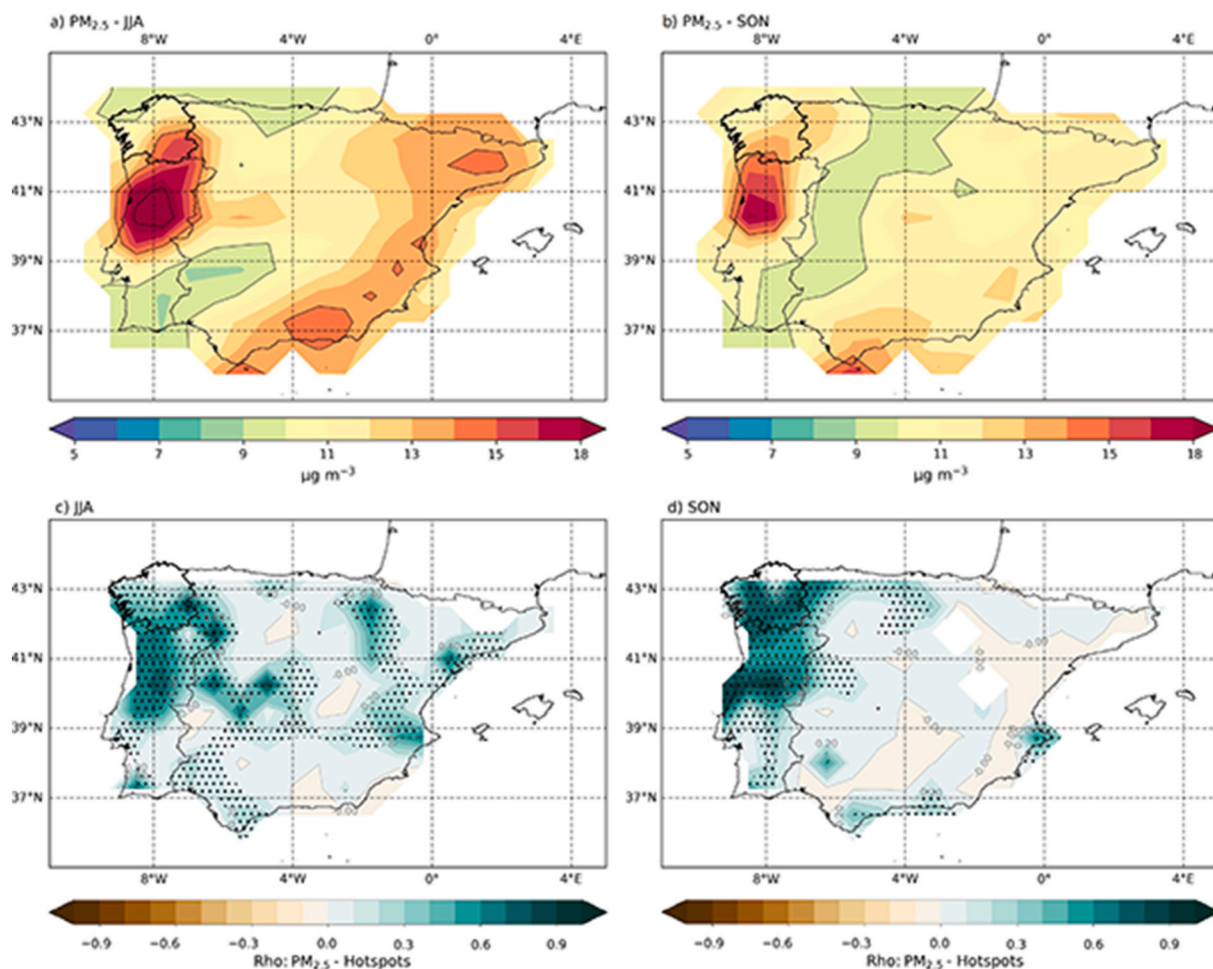 a) PM2.5 - JJA
b) PM2.5 - SON
8°W 4°W 0° 4°E
8°W 4°W 0° 4°E
43°N
41°N
39°N
37°N
43°N
41°N
39°N
37°N
5 7 9 11 13 15 18
µg m−3
5 7 9 11 13 15 18
µg m−3
c) JJA
d) SON
43°N
41°N
39°N
37°N
43°N
41°N
39°N
37°N
8°W 4°W 0° 4°E
8°W 4°W 0° 4°E
−0.9 −0.6 −0.3 0.0 0.3 0.6 0.9
Rho: PM2.5 - Hotspots
−0.9 −0.6 −0.3 0.0 0.3 0.6 0.9
Rho: PM2.5 - Hotspots